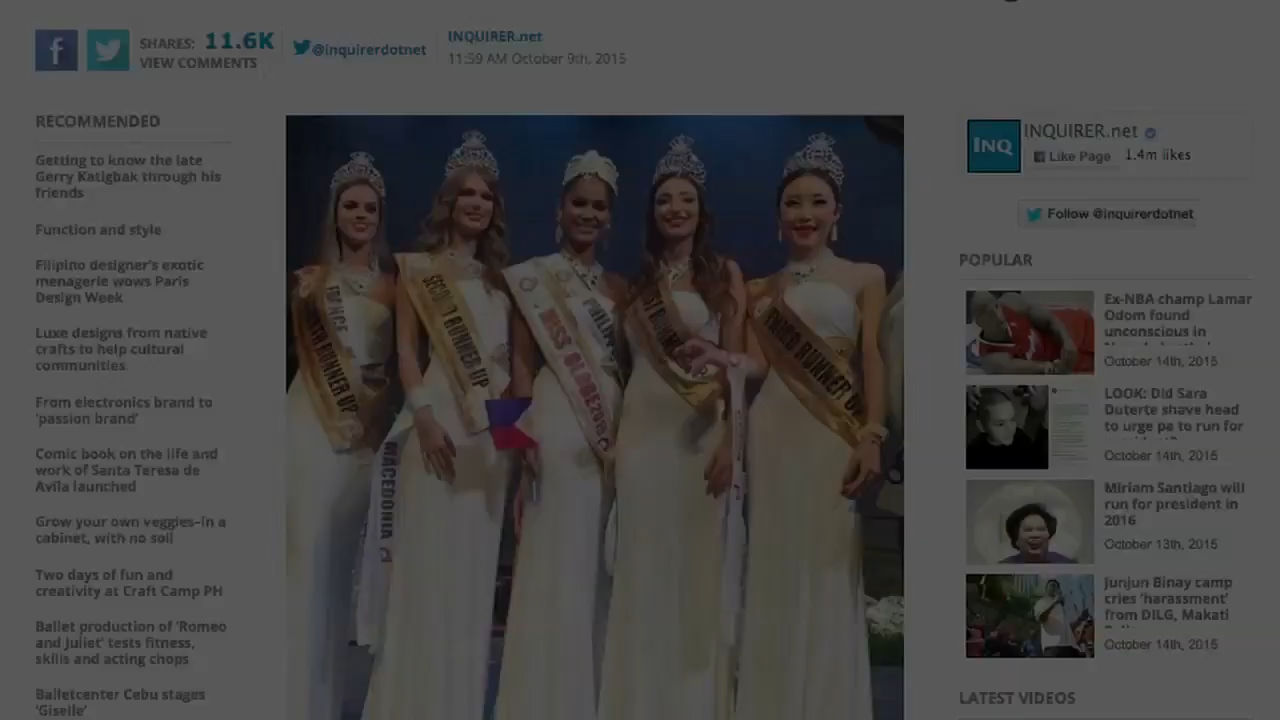 SHARES: 11.6K
VIEW COMMENTS
@inquirerdotnet
INQUIRER.net
11:59 AM October 9th, 2015
RECOMMENDED
Getting to know the late
Gerry Katigbak through his
friends
Function and style
Filipino designer's exotic
menagerie wows Paris
Design Week
Luxe designs from native
crafts to help cultural
communities
From electronics brand to
'passion brand'
Comic book on the life and
work of Santa Teresa de
Avila launched
Grow your own veggies–in a
cabinet, with no soil
Two days of fun and
creativity at Craft Camp PH
Ballet production of 'Romeo
and Juliet' tests fitness,
skills and acting chops
Balletcenter Cebu stages
'Giselle'
FRANCE
RUNNER UP
SECOND RUNNER UP
MACEDONIA
MISS GLOBE 2015
THIRD RUNNER UP
INQ
INQUIRER.net
Like Page
1.4m likes
Follow @inquirerdotnet
POPULAR
Ex-NBA champ Lamar
Odom found
unconscious in
October 14th, 2015
LOOK: Did Sara
Duterte shave head
to urge pa to run for
October 14th, 2015
Miriam Santiago will
run for president in
2016
October 13th, 2015
Junjun Binay camp
cries 'harassment'
from DILG, Makati
October 14th, 2015
LATEST VIDEOS